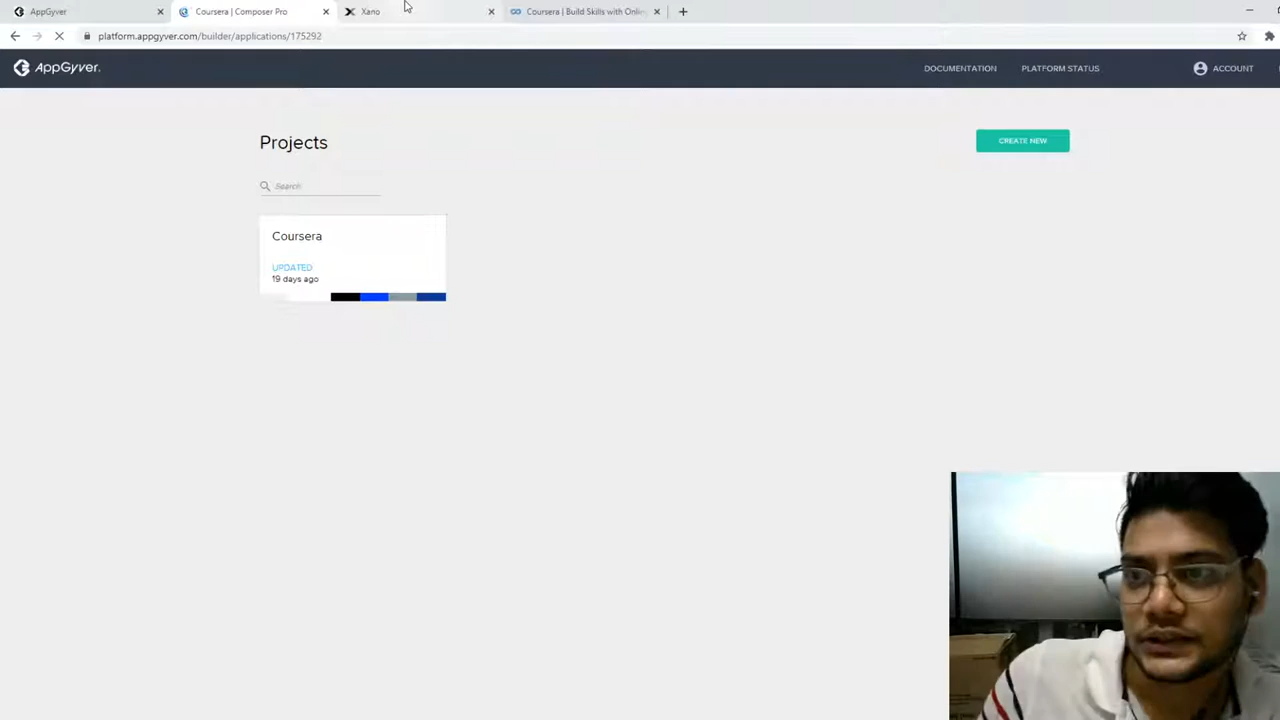 AppGyver
Coursera | Composer Pro
Xano
Coursera | Build Skills with Onlin
platform.appgyver.com/builder/applications/175292
AppGyver.
DOCUMENTATION
PLATFORM STATUS
ACCOUNT
Projects
CREATE NEW
Search
Coursera
UPDATED
19 days ago